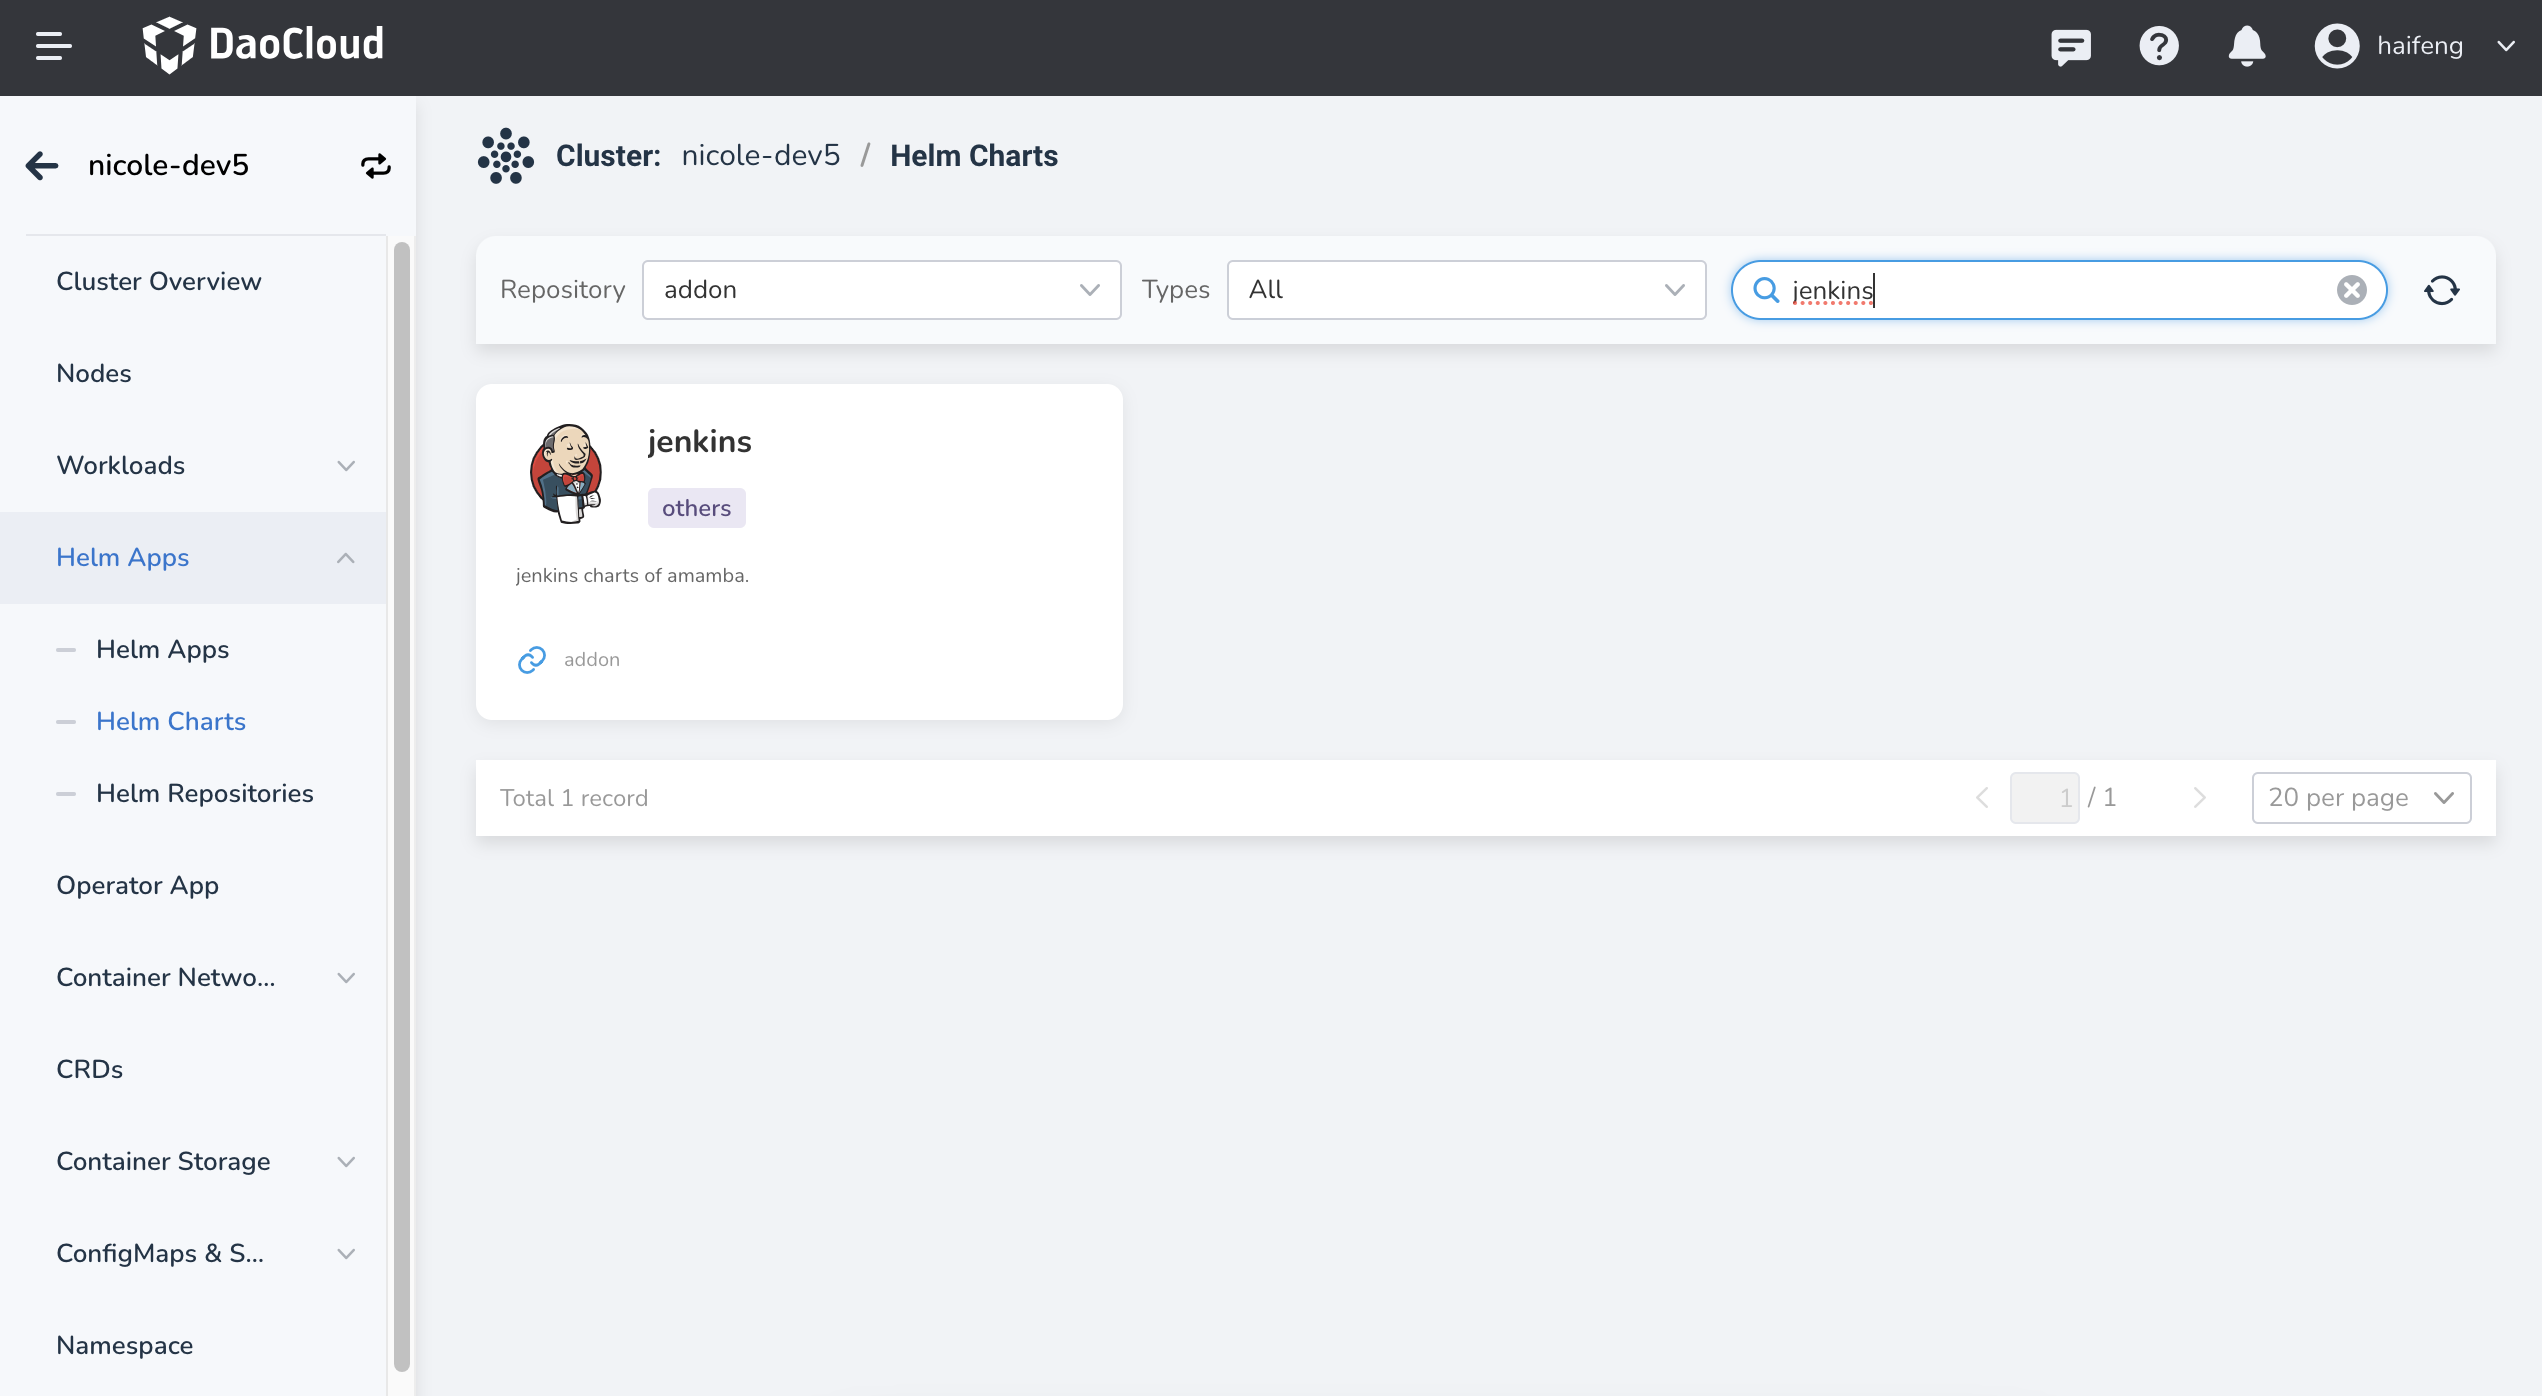 DaoCloud
haifeng
nicole-dev5
Cluster Overview
Nodes
Workloads
Helm Apps
Helm Apps
Helm Charts
Helm Repositories
Operator App
Container Netwo...
CRDs
Container Storage
ConfigMaps & S...
Namespace
Cluster: nicole-dev5 / Helm Charts
Repository addon Types All jenkins
jenkins
others
jenkins charts of amamba.
addon
Total 1 record 1 / 1 20 per page